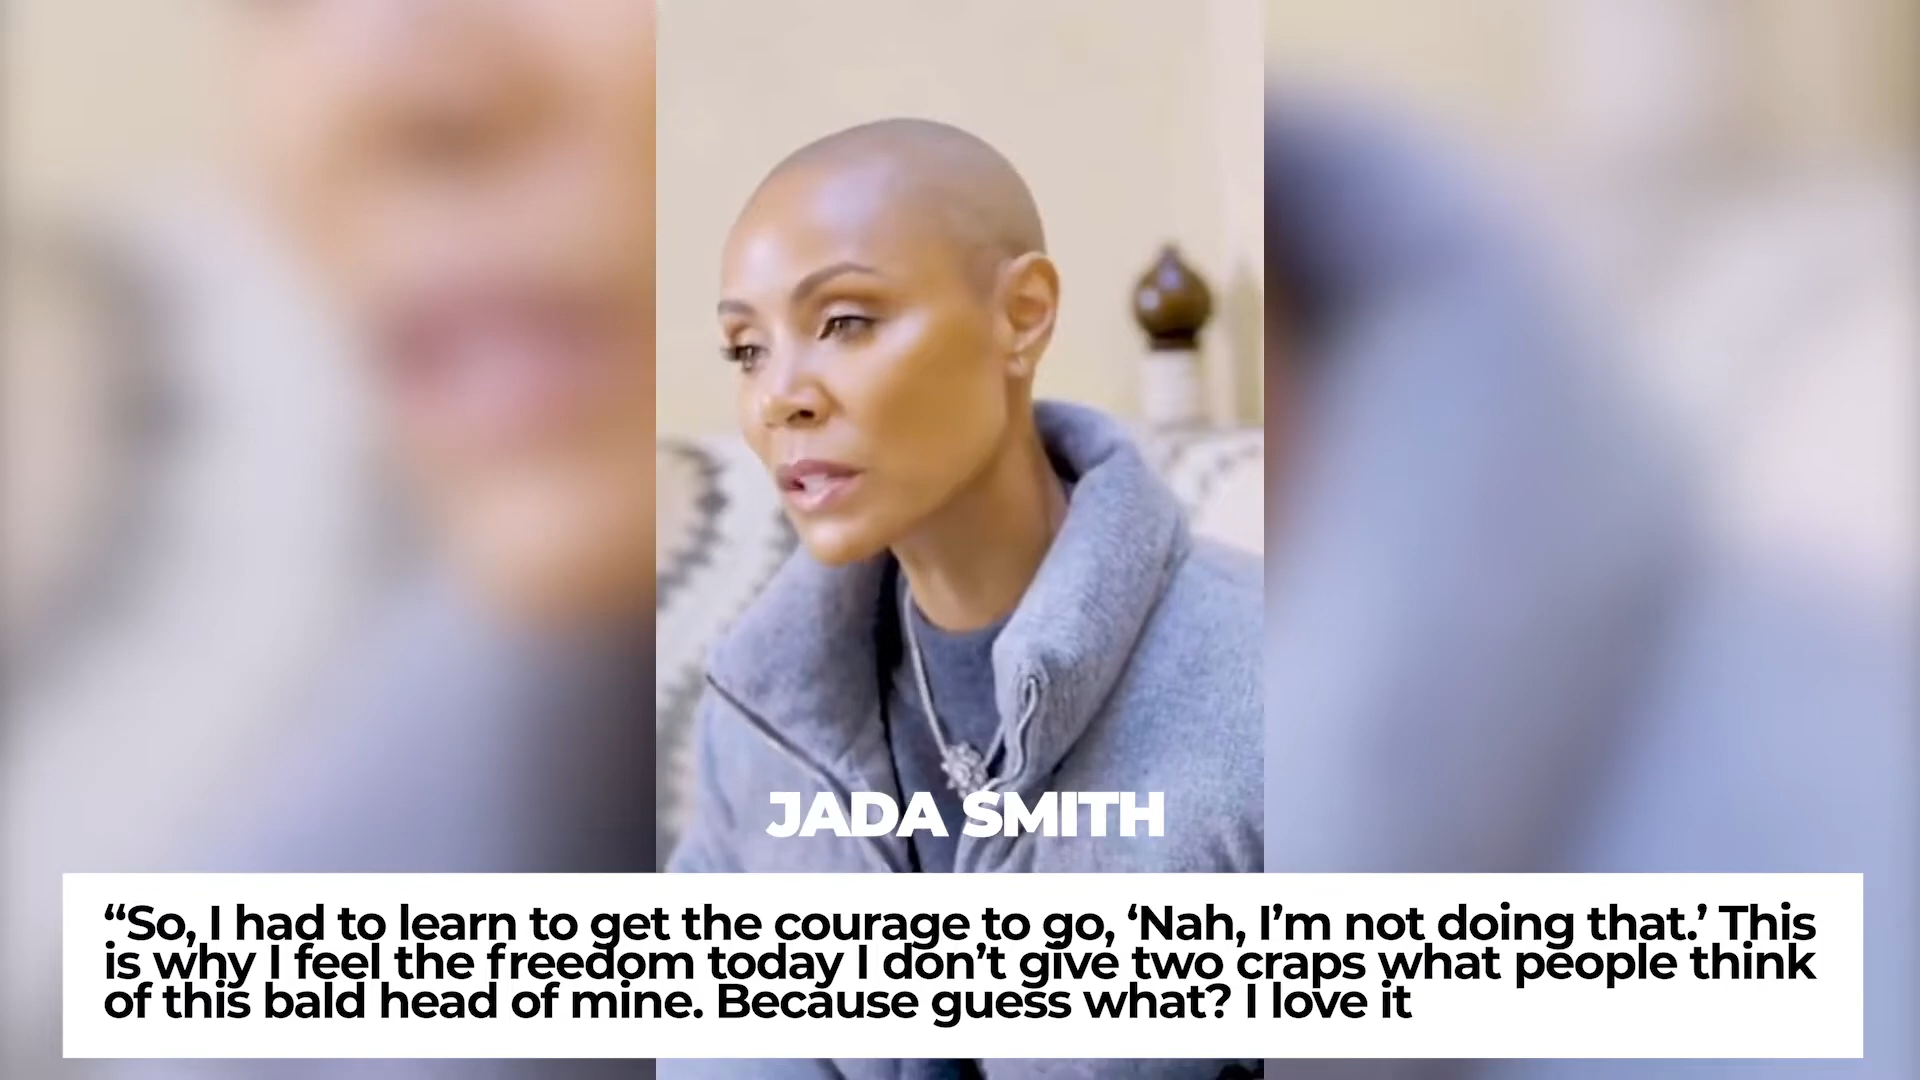 JADA SMITH
“So, I had to learn to get the courage to go, ‘Nah, I’m not doing that.’ This
is why I feel the freedom today I don’t give two craps what people think
of this bald head of mine. Because guess what? I love it